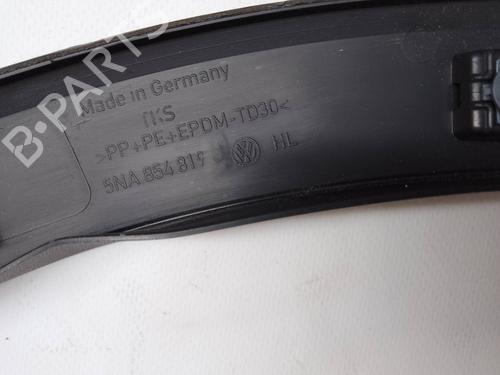 Made in Germany
IKS
>PP+PE+EPDM-TD30<
5NA 854 819 HL
B-Parts